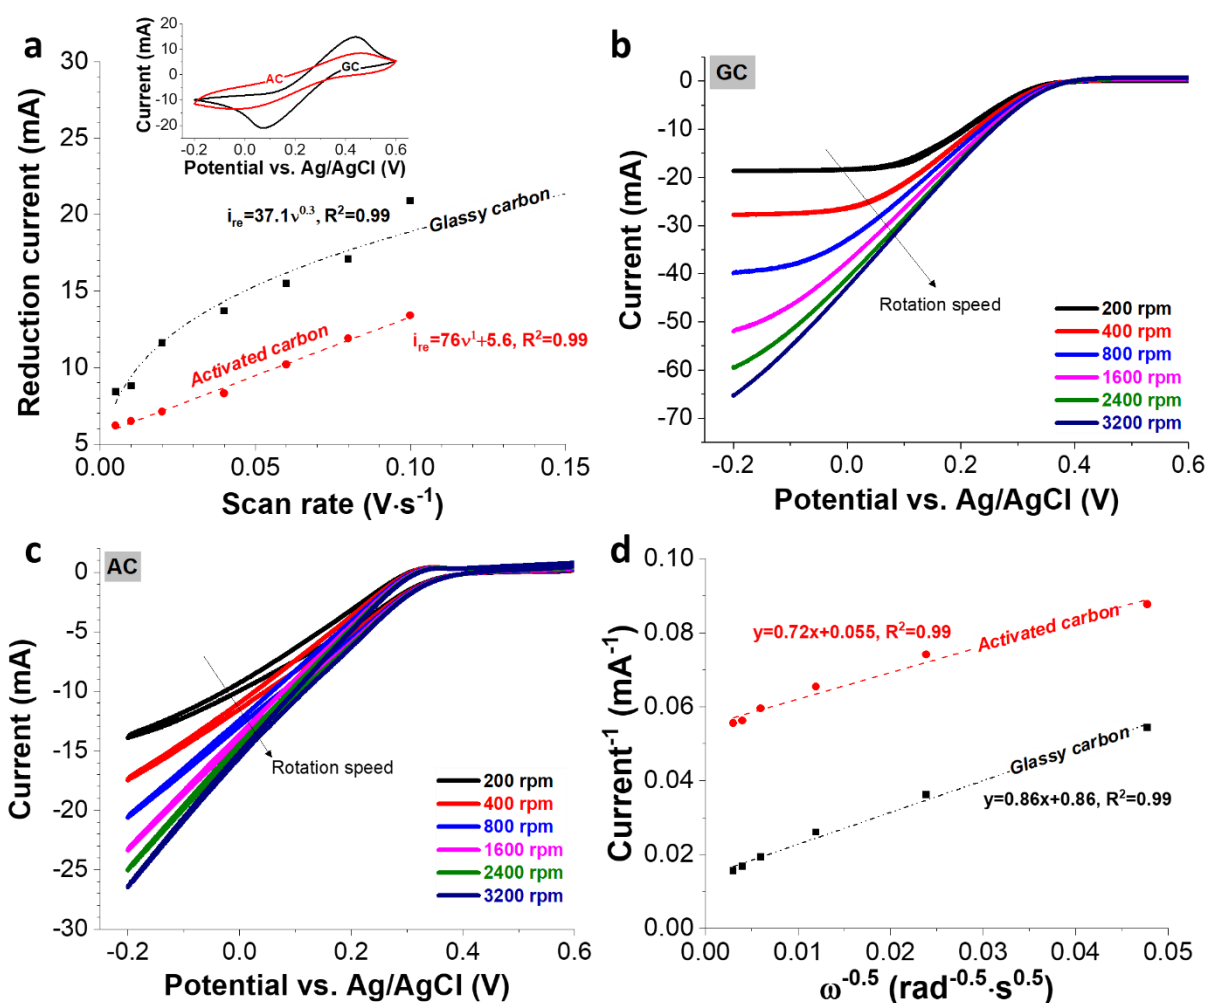 a
20
10
0
-10
-20
Current (mA)
AC
GC
-0.2 0.0 0.2 0.4 0.6
Potential vs. Ag/AgCl (V)
30
25
20
15
10
5
Reduction current (mA)
i_re=37.1ν^0.3, R²=0.99
Glassy carbon
Activated carbon
i_re=76ν¹+5.6, R²=0.99
0.00 0.05 0.10 0.15
Scan rate (V·s⁻¹)
b
GC
0
-10
-20
-30
-40
-50
-60
-70
Current (mA)
Rotation speed
200 rpm
400 rpm
800 rpm
1600 rpm
2400 rpm
3200 rpm
-0.2 0.0 0.2 0.4 0.6
Potential vs. Ag/AgCl (V)
c
AC
0
-5
-10
-15
-20
-25
-30
Current (mA)
Rotation speed
200 rpm
400 rpm
800 rpm
1600 rpm
2400 rpm
3200 rpm
-0.2 0.0 0.2 0.4 0.6
Potential vs. Ag/AgCl (V)
d
0.10
0.08
0.06
0.04
0.02
0.00
Current⁻¹ (mA⁻¹)
y=0.72x+0.055, R²=0.99
Activated carbon
Glassy carbon
y=0.86x+0.86, R²=0.99
0.00 0.01 0.02 0.03 0.04 0.05
ω^-0.5 (rad^-0.5·s^0.5)